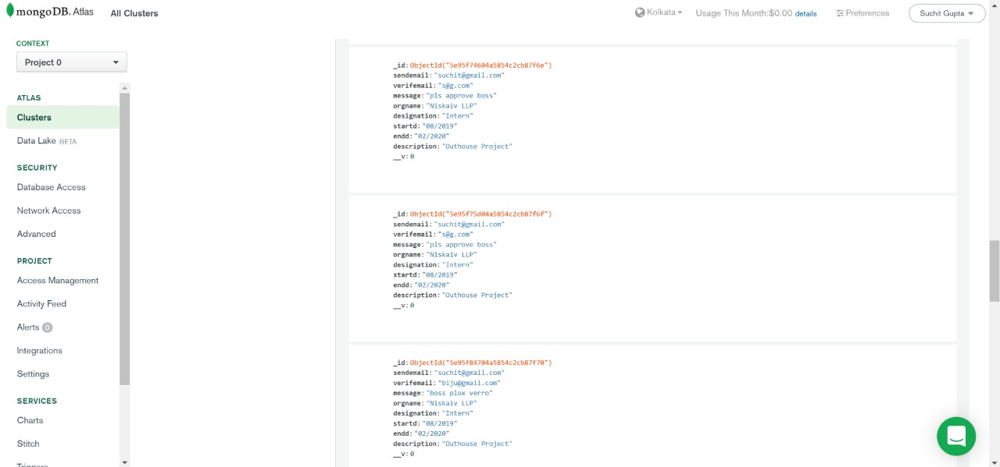 mongoDB. Atlas
All Clusters
Kolkata
Usage This Month:$0.00 details
Preferences
Suchit Gupta
CONTEXT
Project 0
ATLAS
Clusters
Data Lake BETA
SECURITY
Database Access
Network Access
Advanced
PROJECT
Access Management
Activity Feed
Alerts 0
Integrations
Settings
SERVICES
Charts
Stitch
Triggers
_id: ObjectId("5e95f74604a5854c2cb87f6e")
sendemail: "suchit@gmail.com"
verifemail: "s@g.com"
message: "pls approve boss"
orgname: "Niskaiv LLP"
designation: "Intern"
startd: "08/2019"
endd: "02/2020"
description: "Outhouse Project"
__v: 0
_id: ObjectId("5e95f75d04a5854c2cb87f6f")
sendemail: "suchit@gmail.com"
verifemail: "s@g.com"
message: "pls approve boss"
orgname: "Niskaiv LLP"
designation: "Intern"
startd: "08/2019"
endd: "02/2020"
description: "Outhouse Project"
__v: 0
_id: ObjectId("5e95f84704a5854c2cb87f70")
sendemail: "suchit@gmail.com"
verifemail: "biju@gmail.com"
message: "boss plox verro"
orgname: "Niskaiv LLP"
designation: "Intern"
startd: "08/2019"
endd: "02/2020"
description: "Outhouse Project"
__v: 0